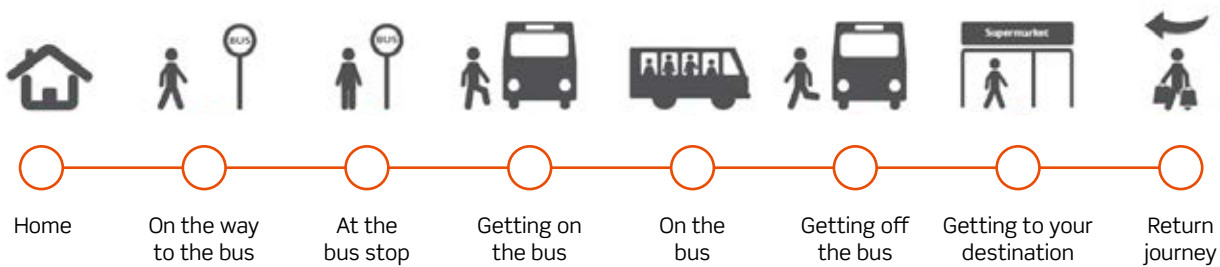 BUS
BUS
Supermarket
Home
On the way
to the bus
At the
bus stop
Getting on
the bus
On the
bus
Getting off
the bus
Getting to your
destination
Return
journey